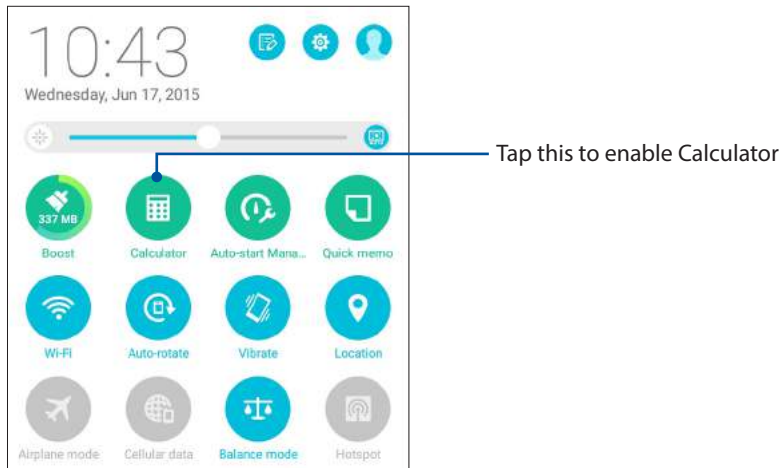 10:43
Wednesday, Jun 17, 2015
AUTO
Tap this to enable Calculator
337 MB
Boost
Calculator
Auto-start Mana...
Quick memo
Wi-Fi
Auto-rotate
Vibrate
Location
Airplane mode
Cellular data
Balance mode
Hotspot